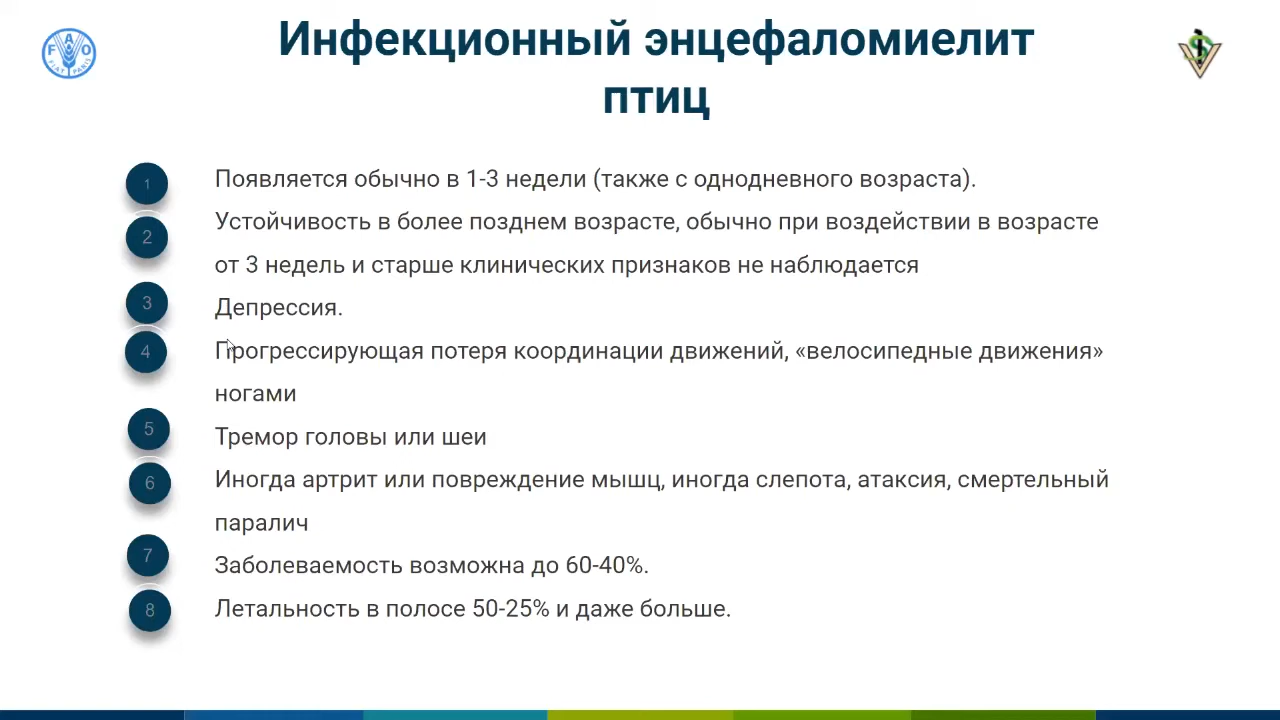 Инфекционный энцефаломиелит
птиц
F A O
FIAT PANIS
1 Появляется обычно в 1-3 недели (также с однодневного возраста).
2 Устойчивость в более позднем возрасте, обычно при воздействии в возрасте
от 3 недель и старше клинических признаков не наблюдается
3 Депрессия.
4 Прогрессирующая потеря координации движений, «велосипедные движения»
ногами
5 Тремор головы или шеи
6 Иногда артрит или повреждение мышц, иногда слепота, атаксия, смертельный
паралич
7 Заболеваемость возможна до 60-40%.
8 Летальность в полосе 50-25% и даже больше.